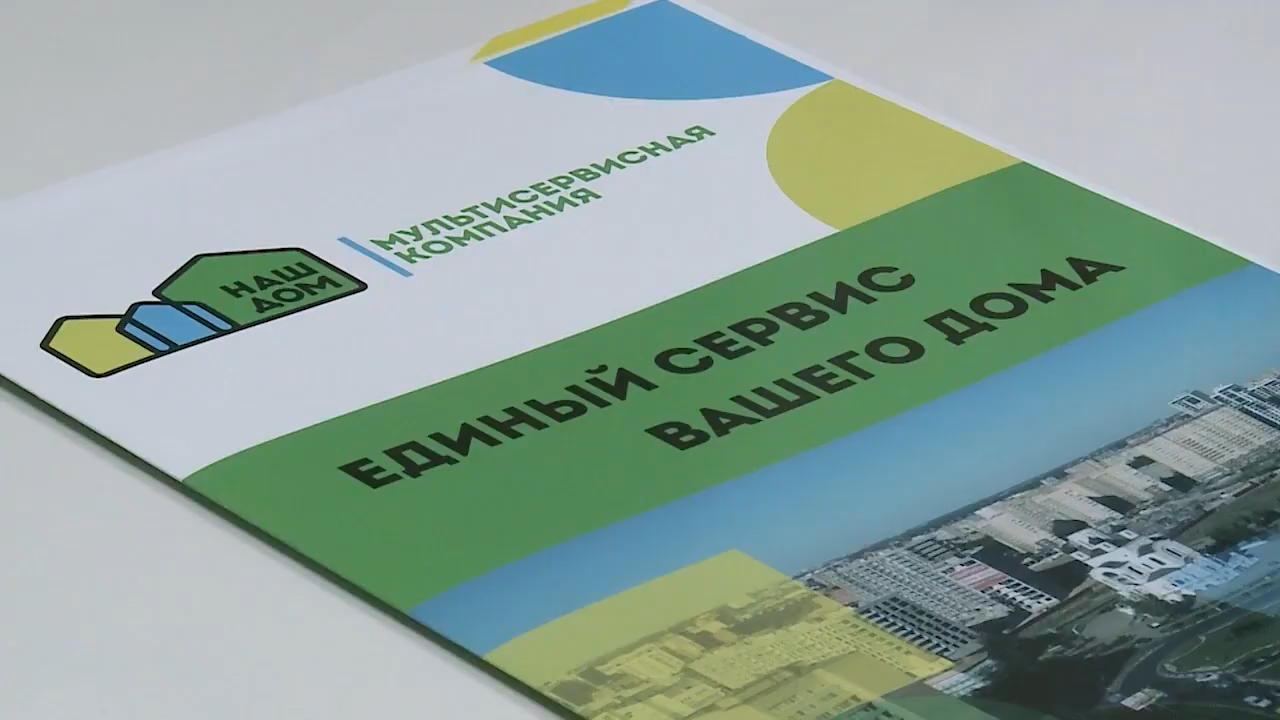 НАШ
ДОМ
МУЛЬТИСЕРВИСНАЯ
КОМПАНИЯ
ЕДИНЫЙ СЕРВИС
ВАШЕГО ДОМА